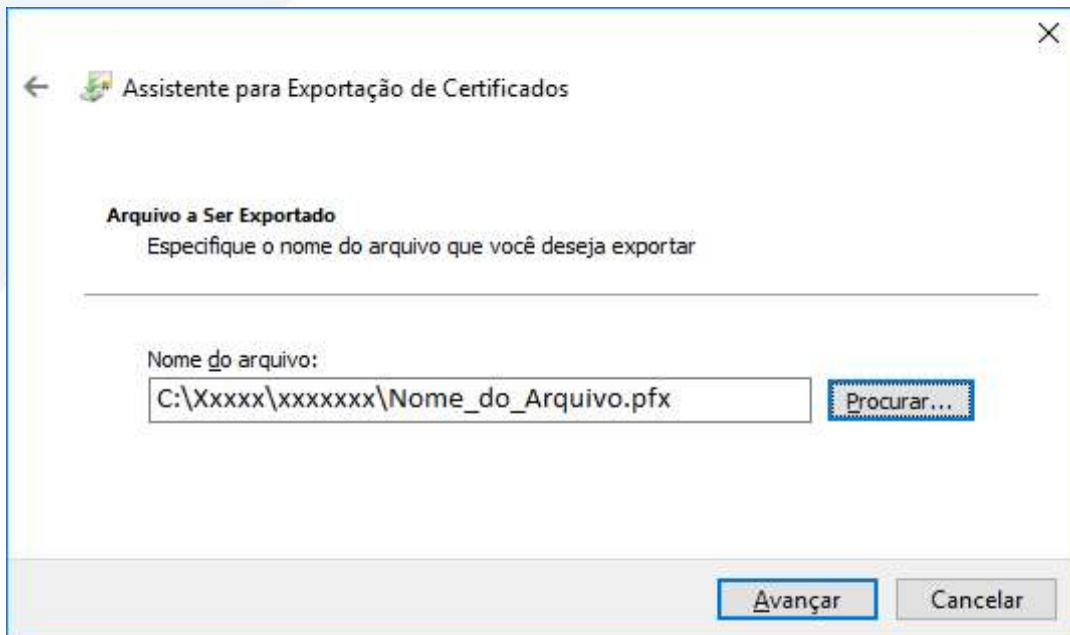 Assistente para Exportação de Certificados
Arquivo a Ser Exportado
Especifique o nome do arquivo que você deseja exportar
Nome do arquivo:
C:\Xxxxx\xxxxxxx\Nome_do_Arquivo.pfx
Procurar...
Avançar
Cancelar